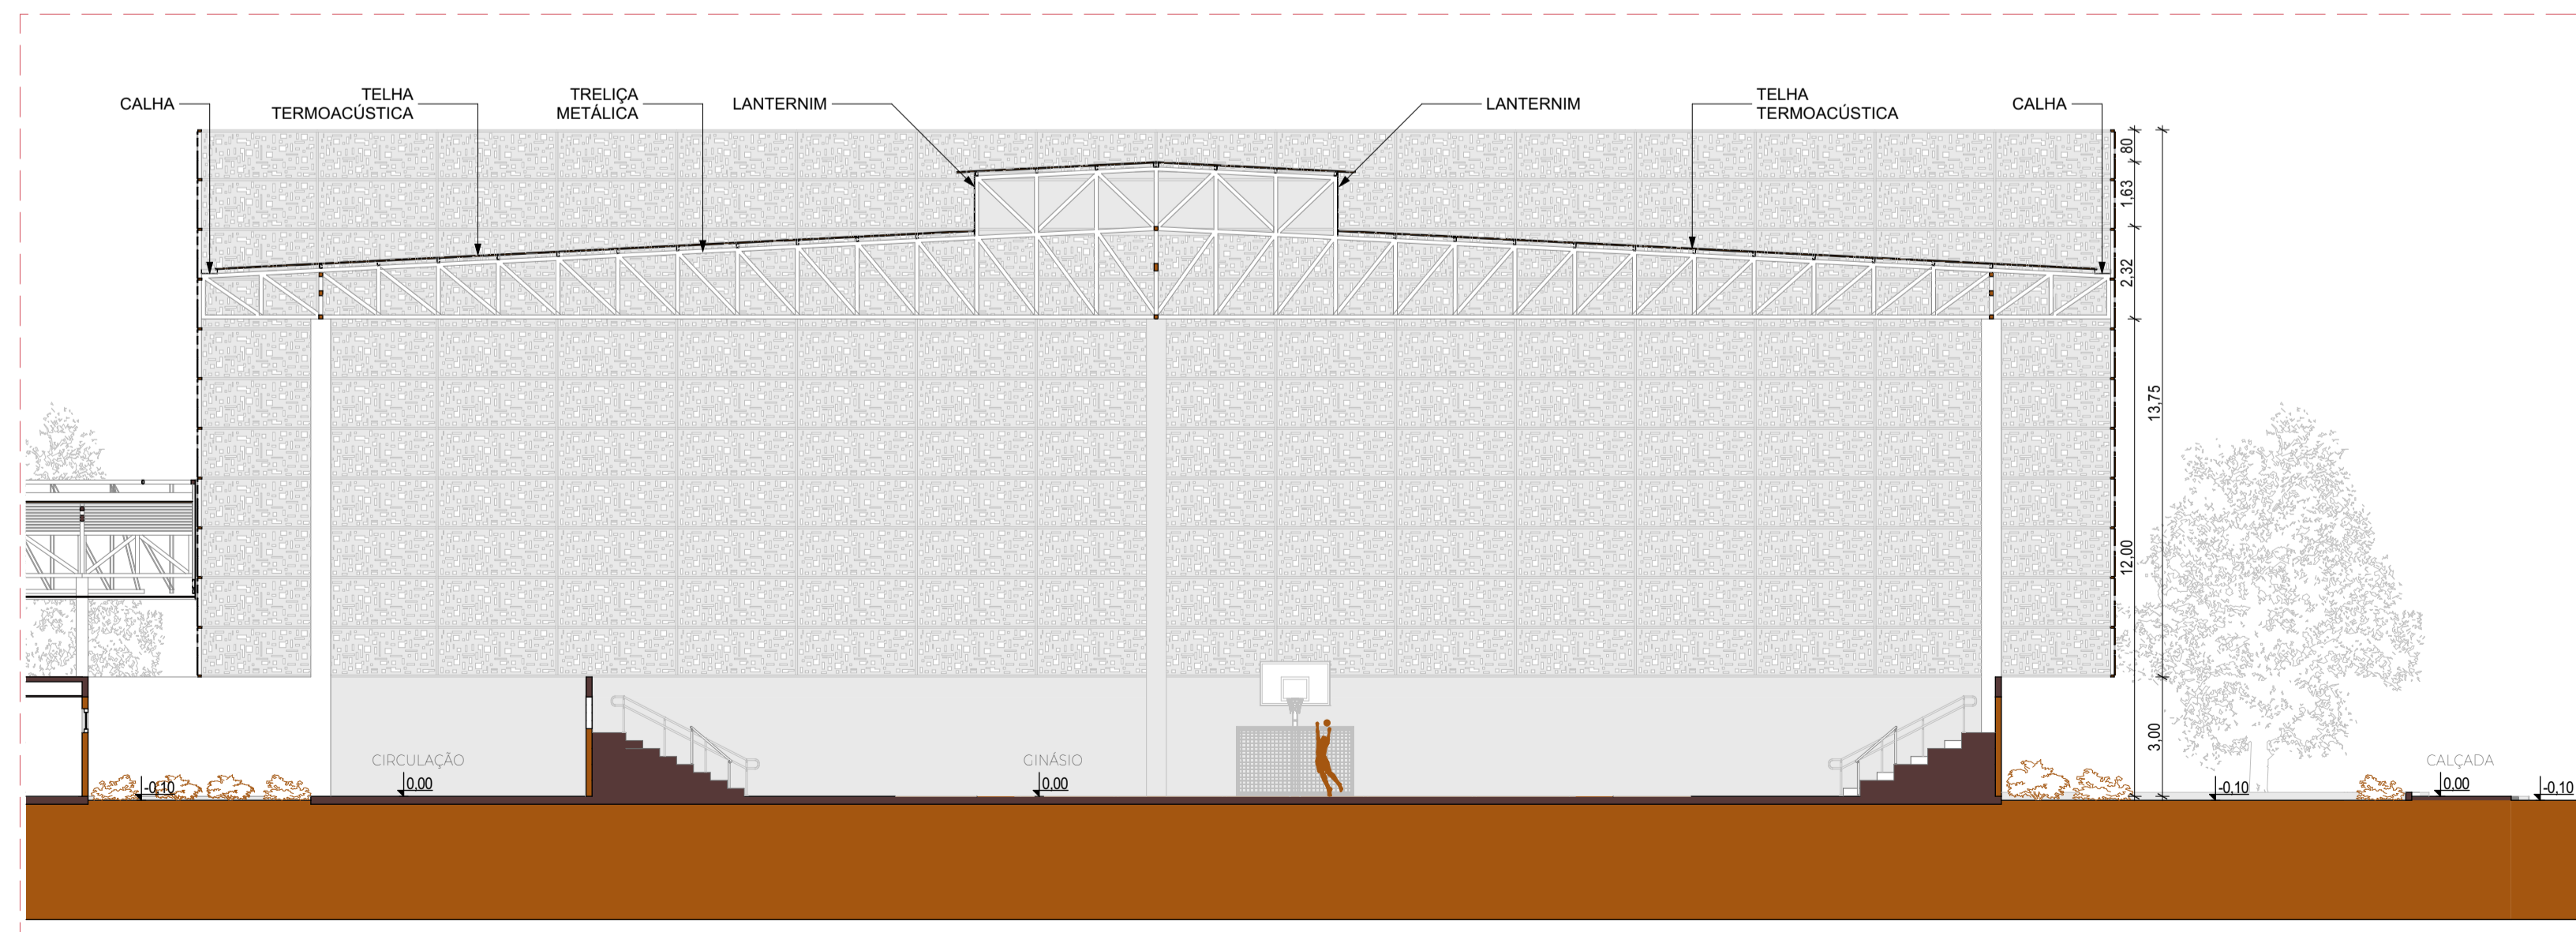 CALHA
TELHA
TERMOACÚSTICA
TRELIÇA
METÁLICA
LANTERNIM
LANTERNIM
TELHA
TERMOACÚSTICA
CALHA
80
1,63
2,32
13,75
12,00
3,00
CIRCULAÇÃO
GINÁSIO
CALÇADA
-0,10
0,00
0,00
-0,10
0,00
-0,10